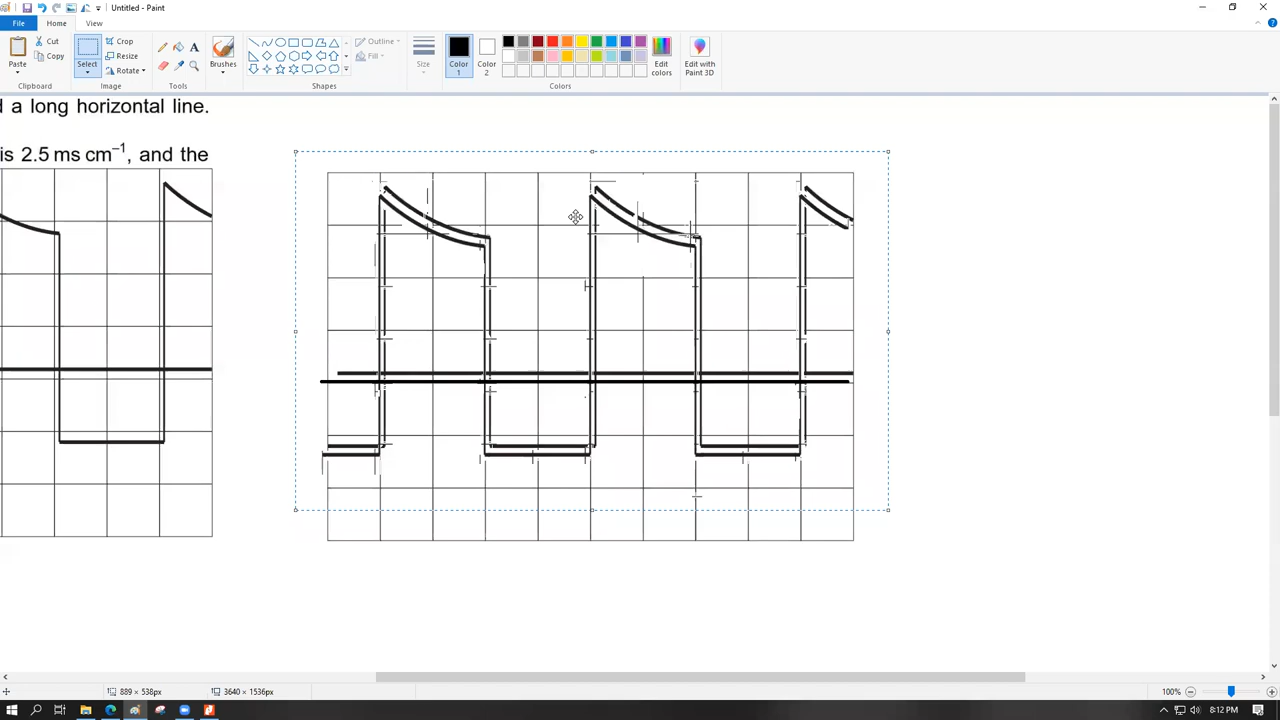 Untitled - Paint
File
Home
View
Paste
Cut
Copy
Clipboard
Select
Crop
Resize
Rotate
Image
A
Tools
Brushes
Outline
Fill
Shapes
Size
Color 1
Color 2
Edit colors
Colors
Edit with Paint 3D
d a long horizontal line.
is 2.5 ms cm⁻¹, and the
889 × 538px
3640 × 1536px
100%
8:12 PM